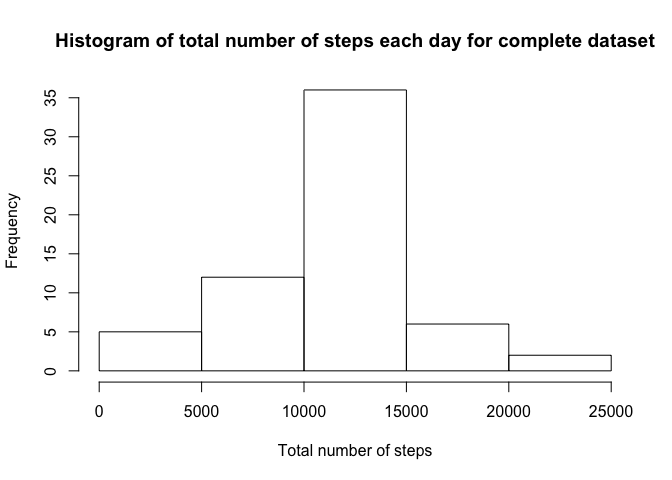 Histogram of total number of steps each day for complete dataset
Frequency
35
30
25
20
15
10
5
0
0 5000 10000 15000 20000 25000
Total number of steps